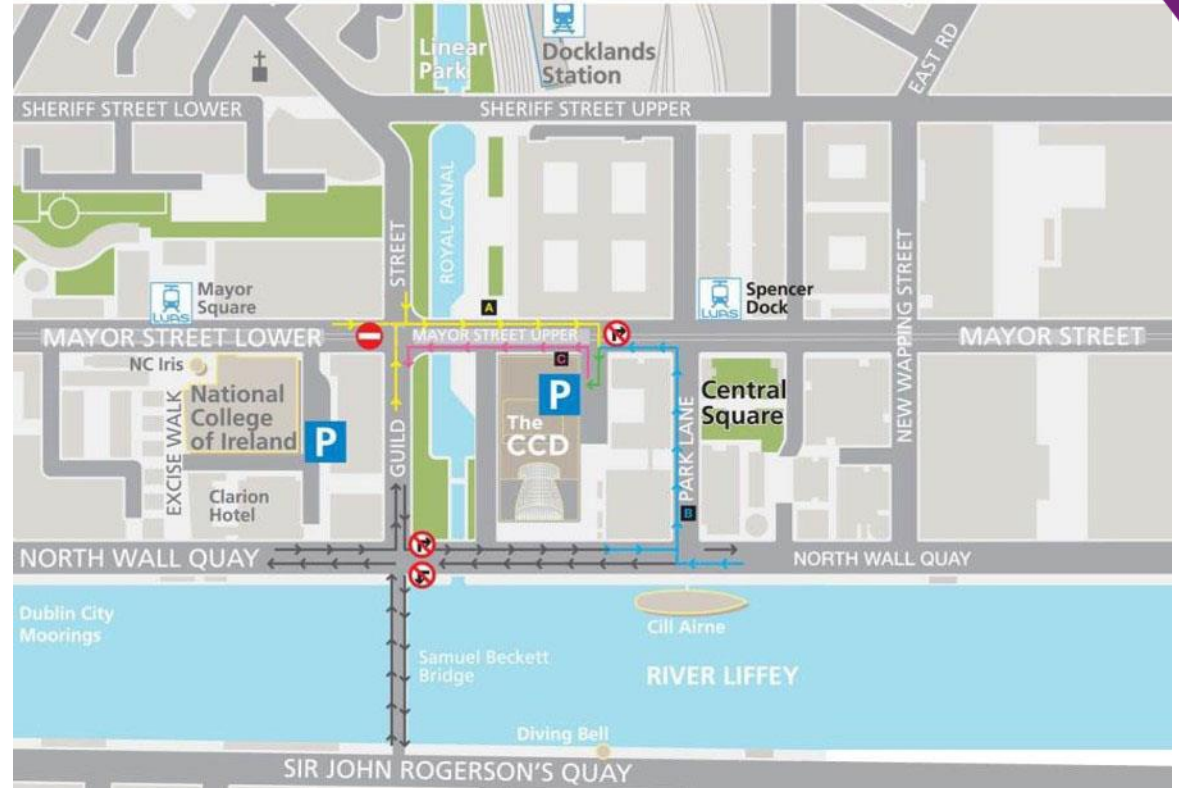 Linear
Park
Docklands
Station
EAST RD
SHERIFF STREET LOWER
SHERIFF STREET UPPER
ROYAL CANAL
STREET
NEW WAPPING STREET
LUAS
Mayor
Square
A
LUAS
Spencer
Dock
MAYOR STREET LOWER
MAYOR STREET UPPER
MAYOR STREET
NC Iris
C
National
College
of Ireland
P
EXCISE WALK
GUILD
P
The
CCD
PARK LANE
Central
Square
Clarion
Hotel
B
NORTH WALL QUAY
NORTH WALL QUAY
Dublin City
Moorings
Cill Airne
Samuel Beckett
Bridge
RIVER LIFFEY
Diving Bell
SIR JOHN ROGERSON'S QUAY